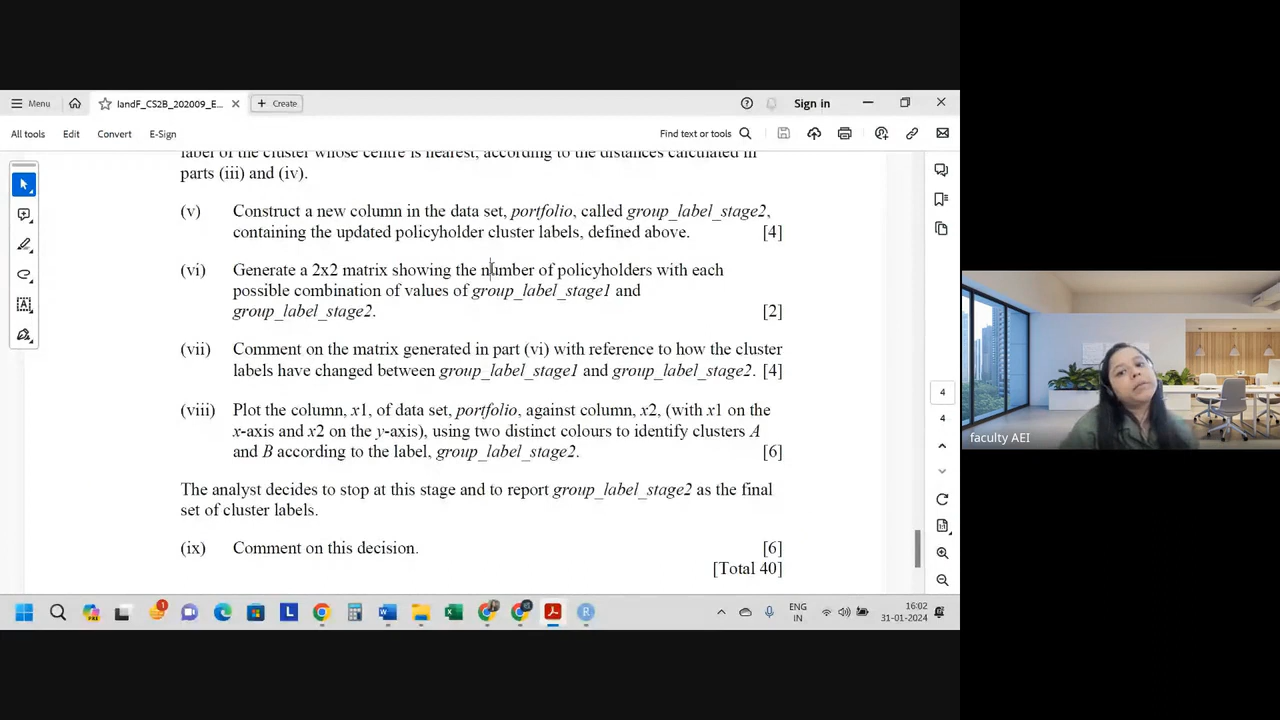 Menu
IandF_CS2B_202009_E...
Create
Sign in
All tools
Edit
Convert
E-Sign
Find text or tools
label of the cluster whose centre is nearest, according to the distances calculated in
parts (iii) and (iv).
(v) Construct a new column in the data set, portfolio, called group_label_stage2,
containing the updated policyholder cluster labels, defined above. [4]
(vi) Generate a 2x2 matrix showing the number of policyholders with each
possible combination of values of group_label_stage1 and
group_label_stage2. [2]
(vii) Comment on the matrix generated in part (vi) with reference to how the cluster
labels have changed between group_label_stage1 and group_label_stage2. [4]
(viii) Plot the column, x1, of data set, portfolio, against column, x2, (with x1 on the
x-axis and x2 on the y-axis), using two distinct colours to identify clusters A
and B according to the label, group_label_stage2. [6]
The analyst decides to stop at this stage and to report group_label_stage2 as the final
set of cluster labels.
(ix) Comment on this decision. [6]
[Total 40]
4
4
faculty AEI
1
ENG
IN
16:02
31-01-2024